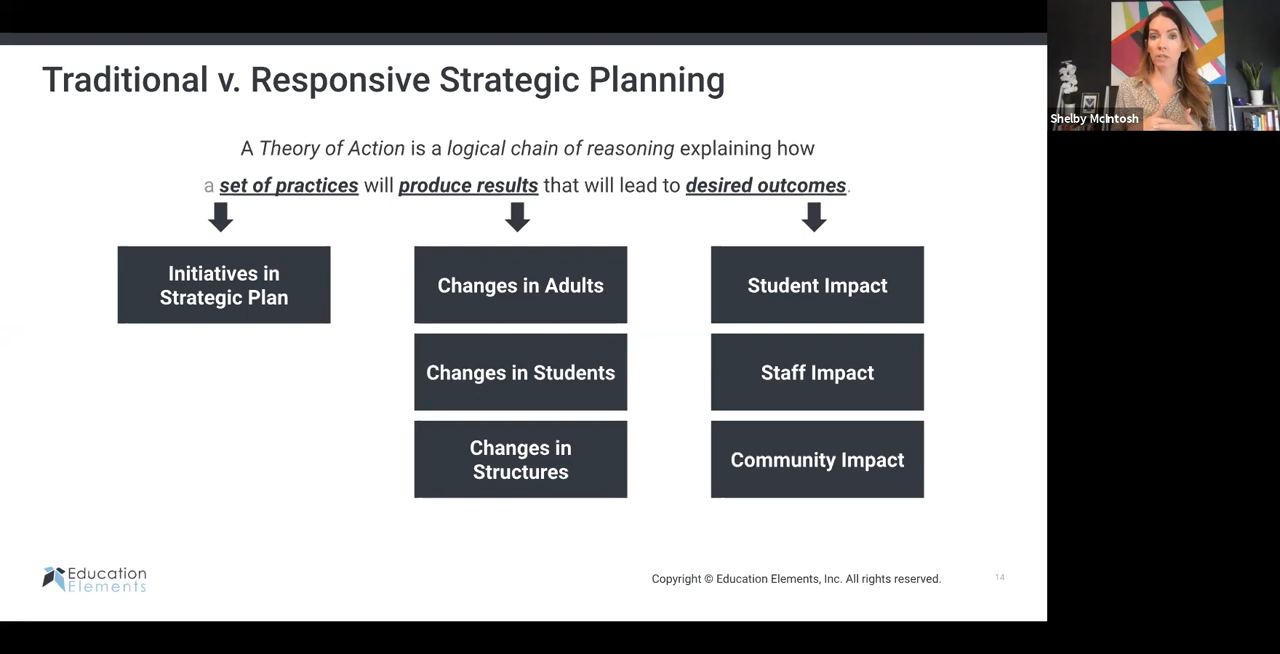 Traditional v. Responsive Strategic Planning
A Theory of Action is a logical chain of reasoning explaining how
a set of practices will produce results that will lead to desired outcomes.
Initiatives in
Strategic Plan
Changes in Adults
Changes in Students
Changes in
Structures
Student Impact
Staff Impact
Community Impact
Education
Elements
Copyright © Education Elements, Inc. All rights reserved.
14
Shelby McIntosh